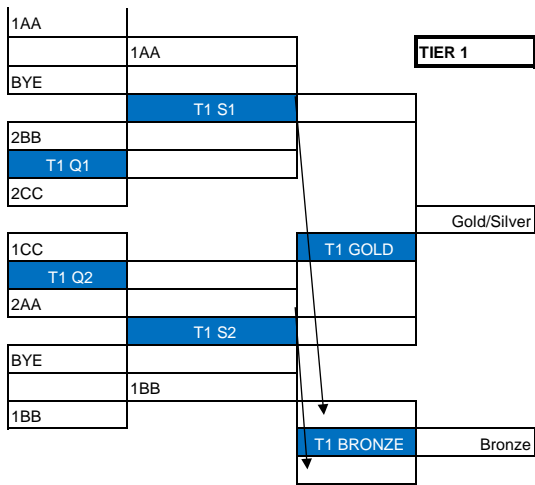 1AA
1AA
TIER 1
BYE
T1 S1
2BB
T1 Q1
2CC
Gold/Silver
1CC
T1 GOLD
T1 Q2
2AA
T1 S2
BYE
1BB
1BB
T1 BRONZE
Bronze